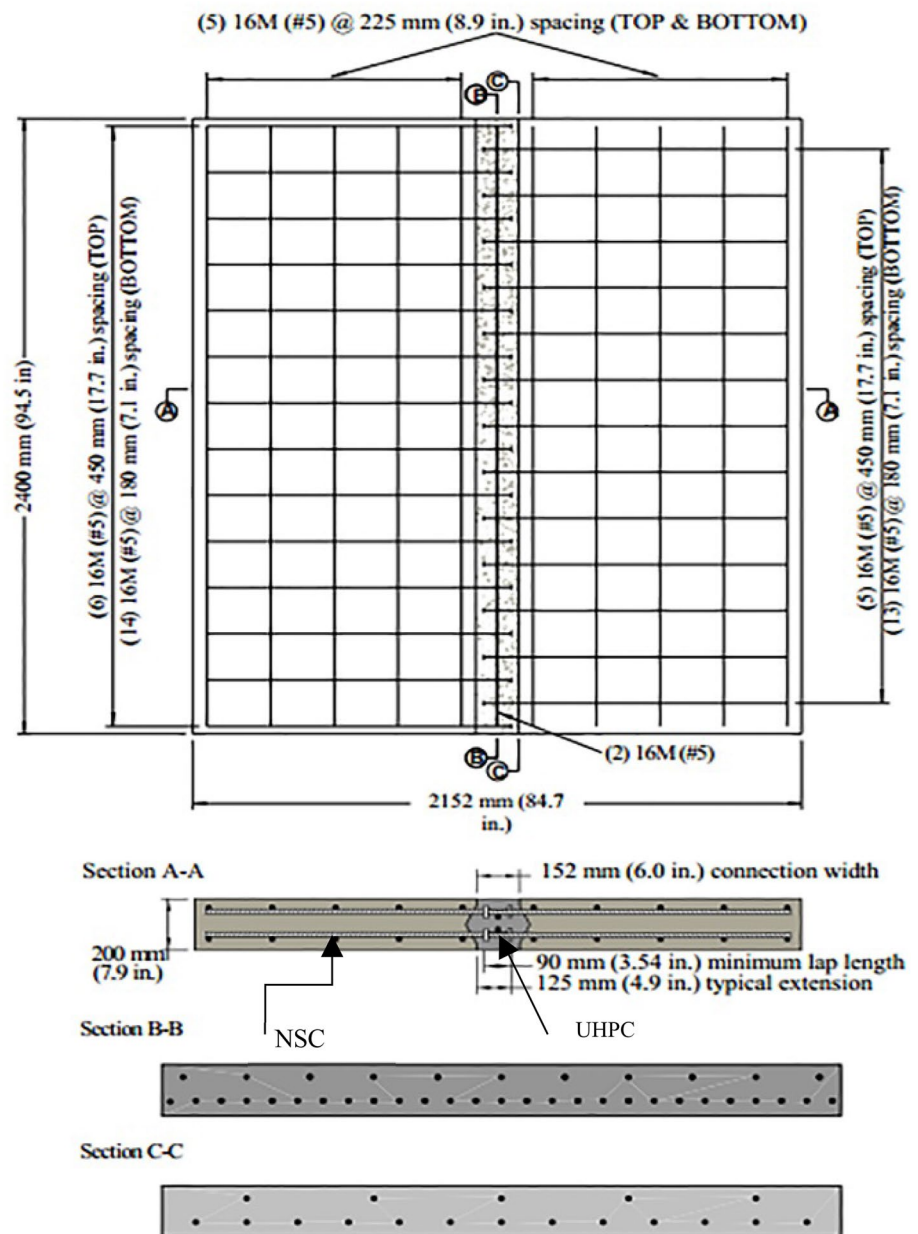 (5) 16M (#5) @ 225 mm (8.9 in.) spacing (TOP & BOTTOM)
C
B
2400 mm (94.5 in)
(6) 16M (#5) @ 450 mm (17.7 in.) spacing (TOP)
(14) 16M (#5) @ 180 mm (7.1 in.) spacing (BOTTOM)
A
A
(5) 16M (#5) @ 450 mm (17.7 in.) spacing (TOP)
(13) 16M (#5) @ 180 mm (7.1 in.) spacing (BOTTOM)
B
C
(2) 16M (#5)
2152 mm (84.7
in.)
Section A-A
152 mm (6.0 in.) connection width
200 mm
(7.9 in.)
90 mm (3.54 in.) minimum lap length
125 mm (4.9 in.) typical extension
NSC
UHPC
Section B-B
Section C-C